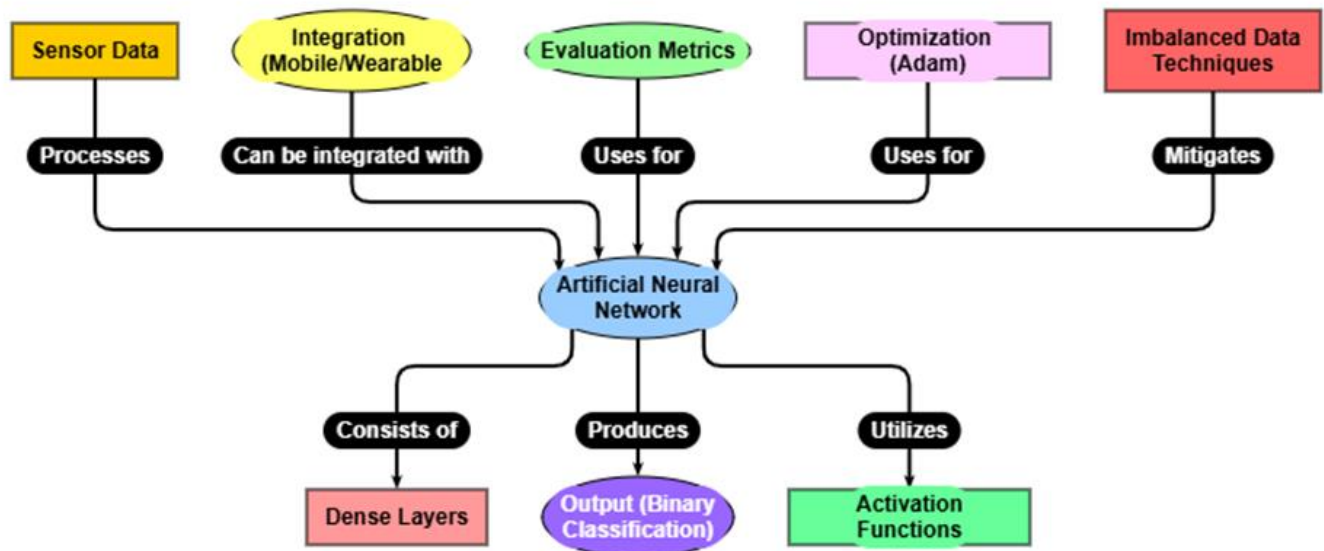 Sensor Data
Integration
(Mobile/Wearable
Evaluation Metrics
Optimization
(Adam)
Imbalanced Data
Techniques
Processes
Can be integrated with
Uses for
Uses for
Mitigates
Artificial Neural
Network
Consists of
Produces
Utilizes
Dense Layers
Output (Binary
Classification)
Activation
Functions